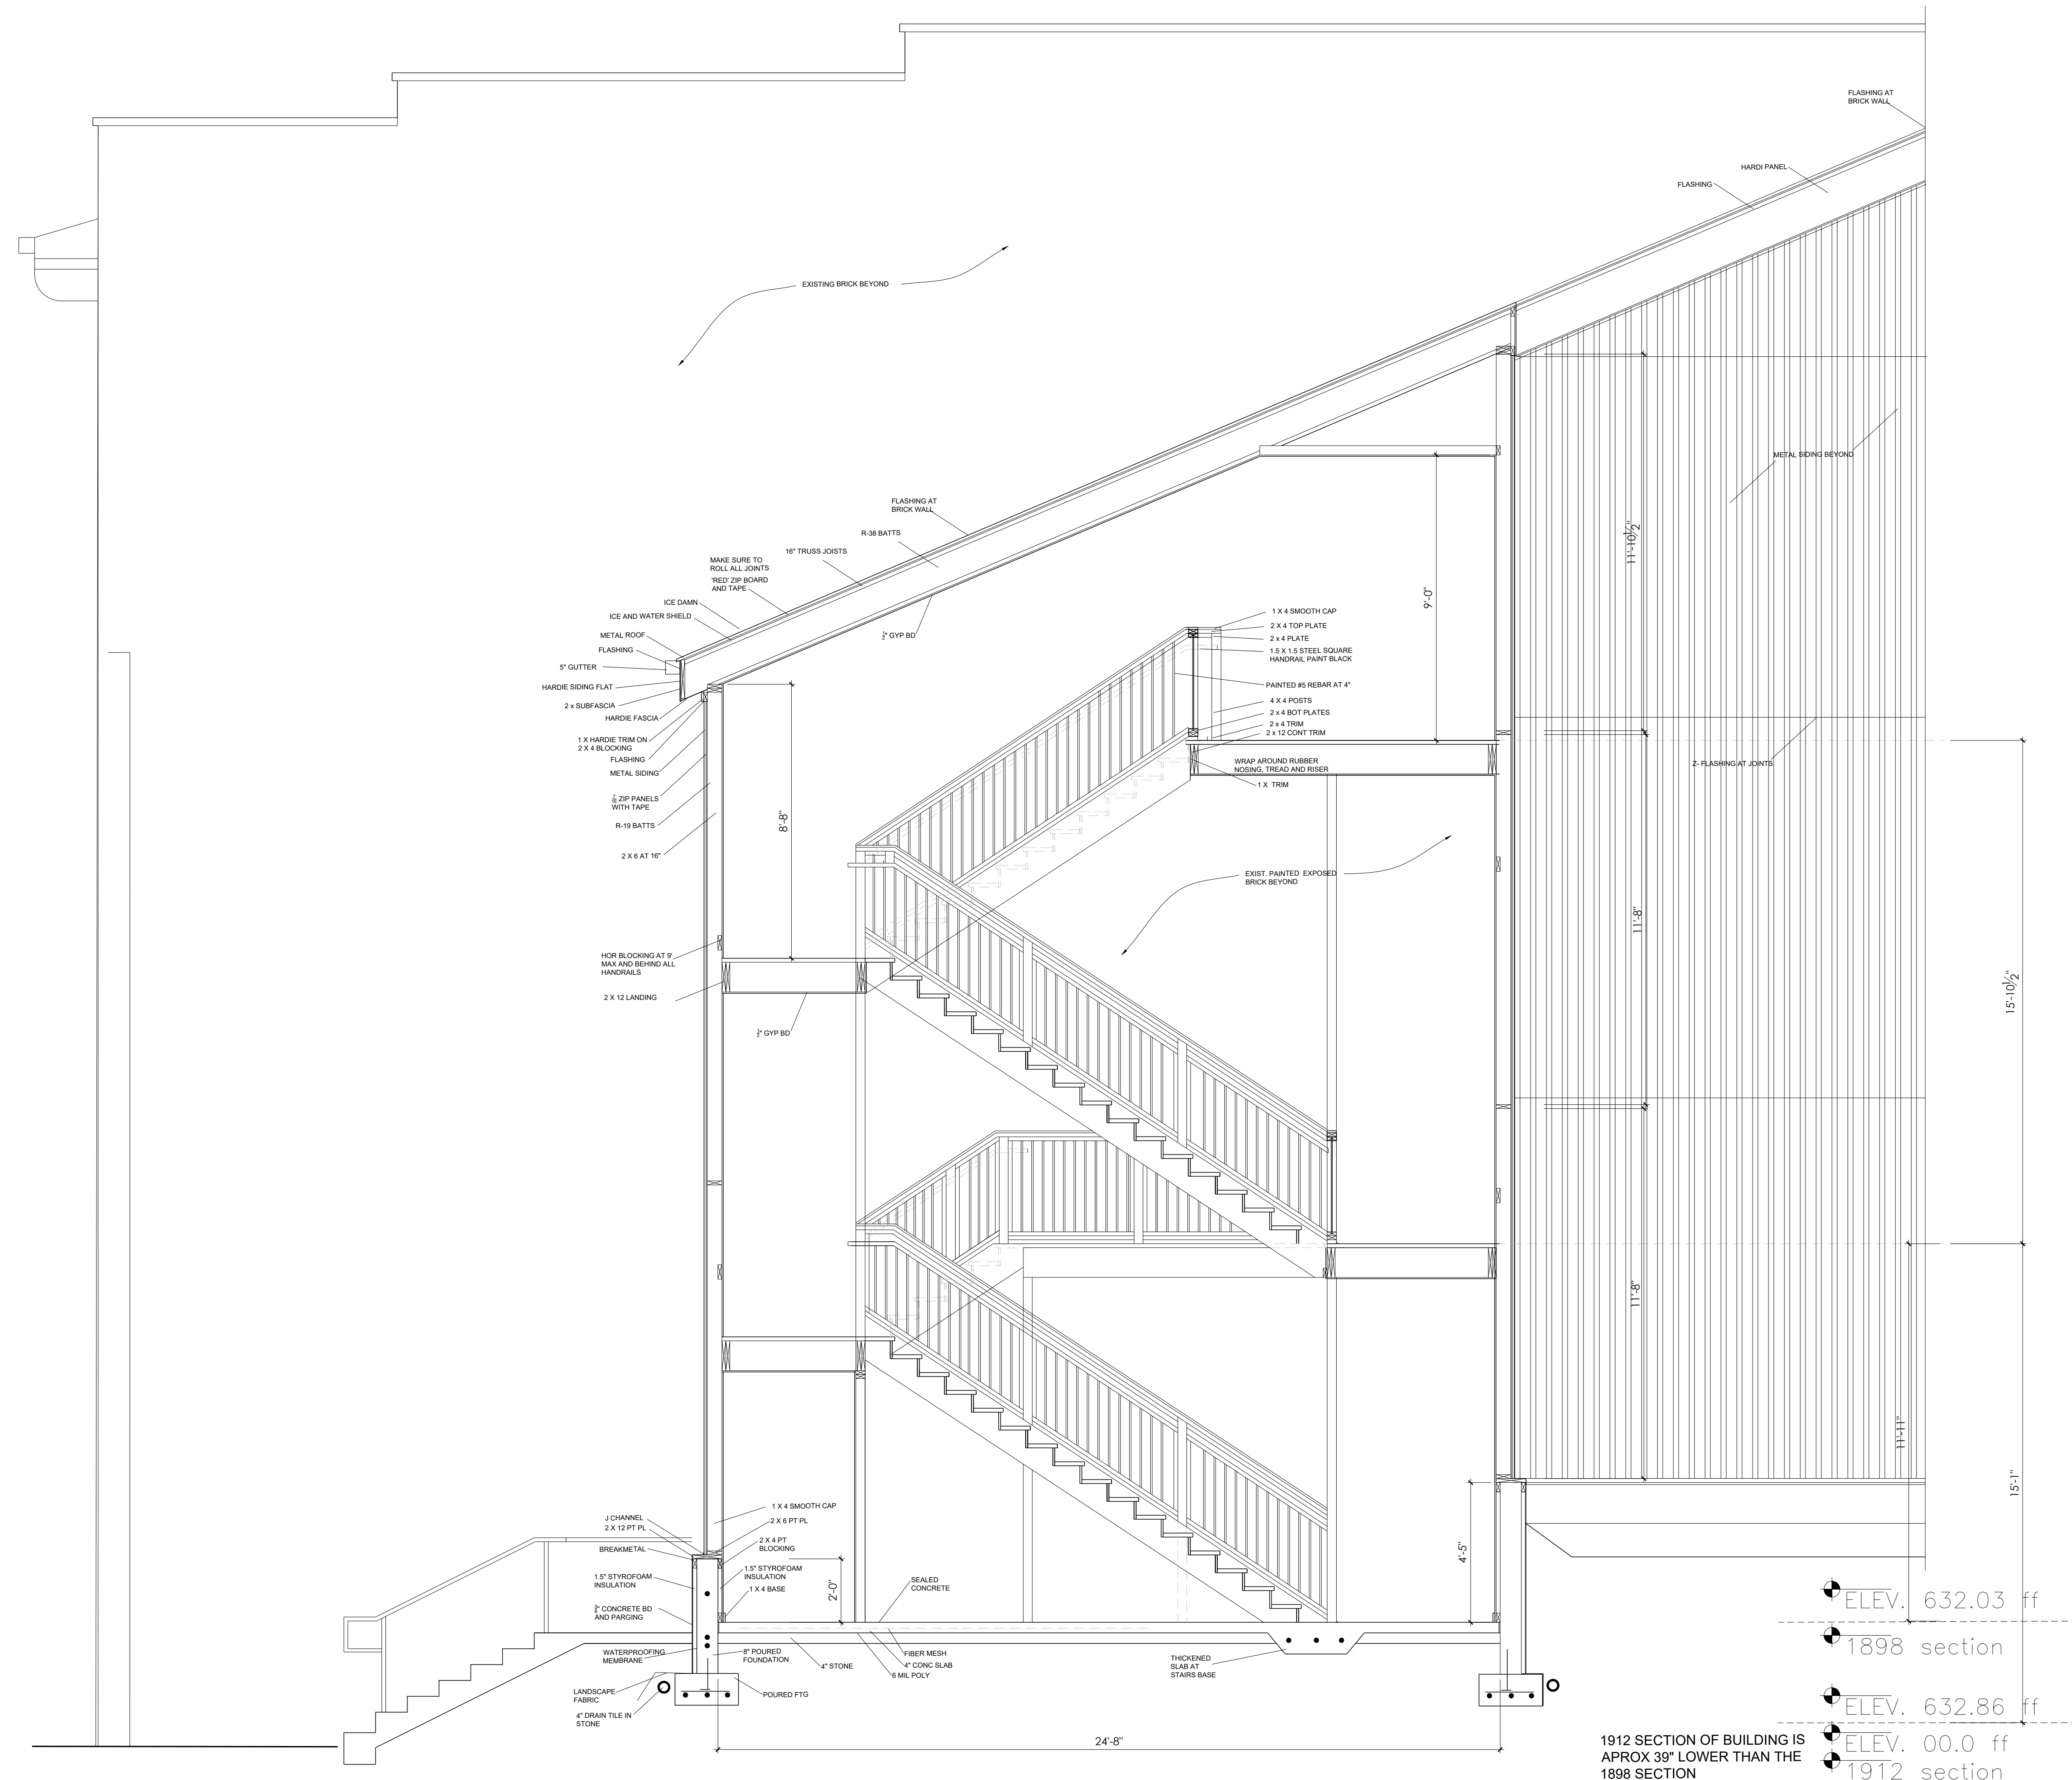 FLASHING AT
BRICK WALL
HARDI PANEL
FLASHING
EXISTING BRICK BEYOND
METAL SIDING BEYOND
FLASHING AT
BRICK WALL
R-38 BATTS
16" TRUSS JOISTS
MAKE SURE TO
ROLL ALL JOINTS
'RED' ZIP BOARD
AND TAPE
ICE DAMN
ICE AND WATER SHIELD
METAL ROOF
FLASHING
5" GUTTER
HARDIE SIDING FLAT
2 x SUBFASCIA
HARDIE FASCIA
1 X HARDIE TRIM ON
2 X 4 BLOCKING
FLASHING
METAL SIDING
7/16 ZIP PANELS
WITH TAPE
R-19 BATTS
2 X 6 AT 16"
½" GYP BD
11'-10½"
9'-0"
1 X 4 SMOOTH CAP
2 X 4 TOP PLATE
2 x 4 PLATE
1.5 X 1.5 STEEL SQUARE
HANDRAIL PAINT BLACK
PAINTED #5 REBAR AT 4"
4 X 4 POSTS
2 x 4 BOT PLATES
2 x 4 TRIM
2 x 12 CONT TRIM
WRAP AROUND RUBBER
NOSING, TREAD AND RISER
1 X TRIM
Z- FLASHING AT JOINTS
8'-8"
EXIST. PAINTED EXPOSED
BRICK BEYOND
11'-8"
15'-10½"
HOR BLOCKING AT 9'
MAX AND BEHIND ALL
HANDRAILS
2 X 12 LANDING
½" GYP BD
11'-8"
11'-11"
15'-1"
1 X 4 SMOOTH CAP
J CHANNEL
2 X 6 PT PL
2 X 12 PT PL
2 X 4 PT
BLOCKING
BREAKMETAL
1.5" STYROFOAM
INSULATION
1.5" STYROFOAM
INSULATION
1 X 4 BASE
2'-0"
4'-5"
SEALED
CONCRETE
" CONCRETE BD
AND PARGING
WATERPROOFING
MEMBRANE
8" POURED
FOUNDATION
4" STONE
FIBER MESH
4" CONC SLAB
6 MIL POLY
THICKENED
SLAB AT
STAIRS BASE
LANDSCAPE
FABRIC
POURED FTG
4" DRAIN TILE IN
STONE
24'-8"
ELEV. 632.03 ff
1898 section
ELEV. 632.86 ff
ELEV. 00.0 ff
1912 section
1912 SECTION OF BUILDING IS
APROX 39" LOWER THAN THE
1898 SECTION